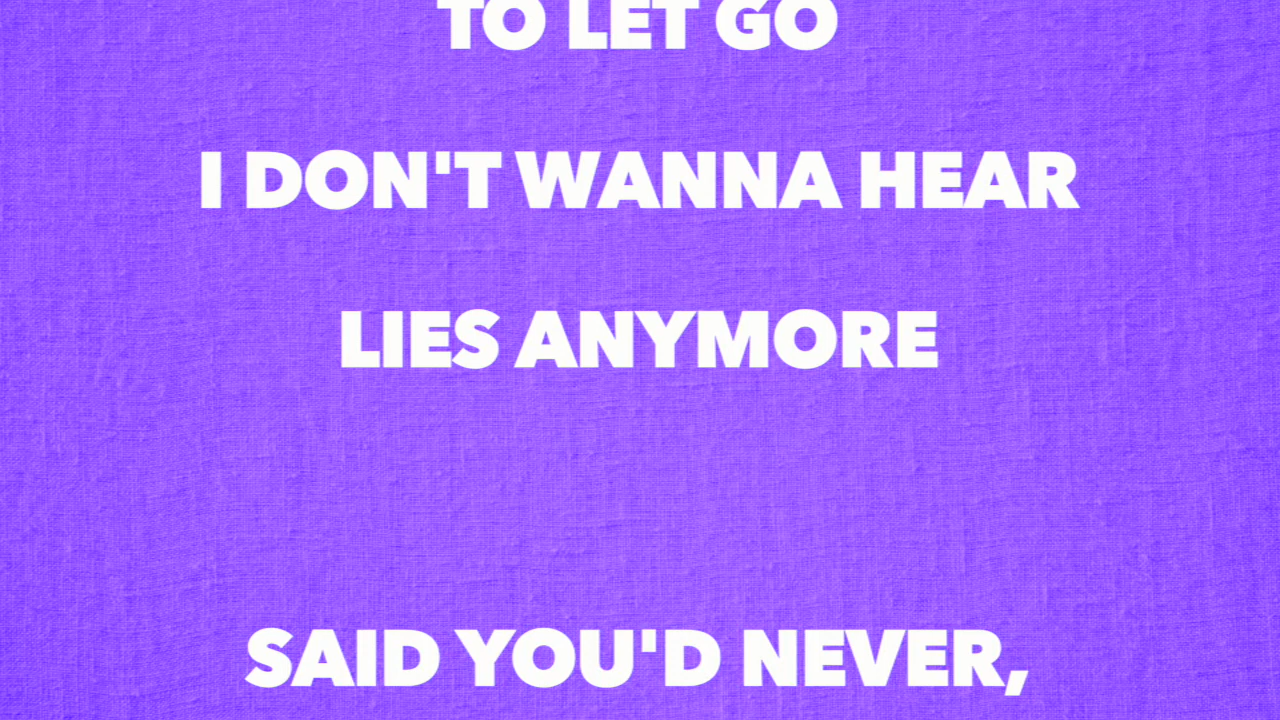 TO LET GO
I DON'T WANNA HEAR
LIES ANYMORE
SAID YOU'D NEVER,